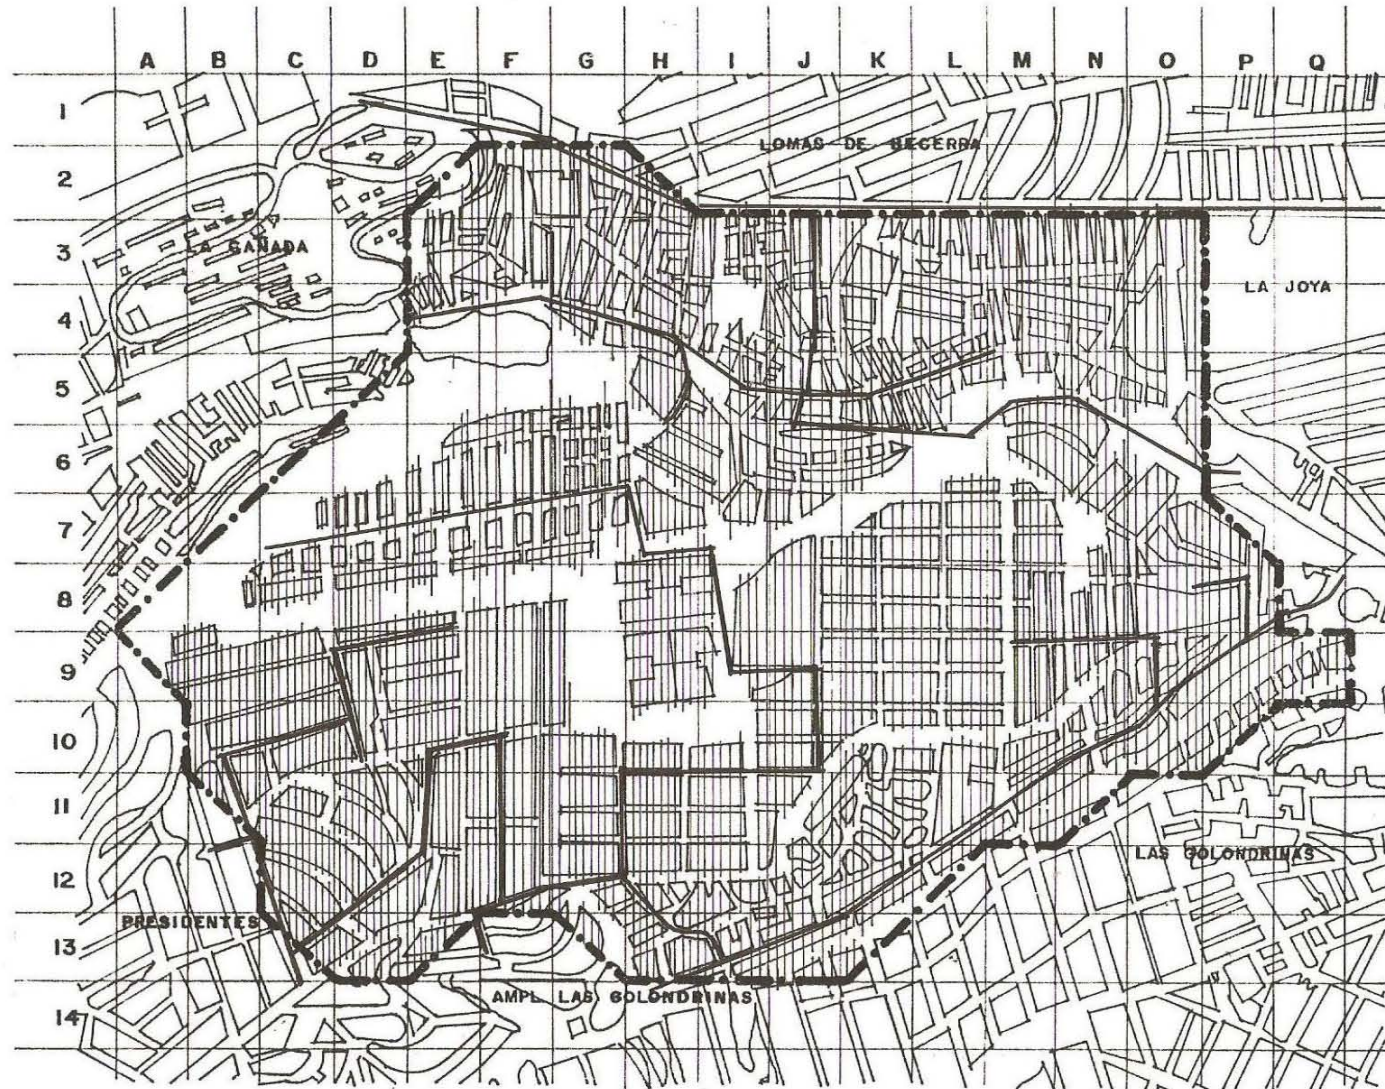 A B C D E F G H I J K L M N O P Q
1
LOMAS DE BECERRA
2
3
LA CAÑADA
LA JOYA
4
5
6
7
8
9
10
11
LAS GOLONDRINAS
12
PRESIDENTES
13
AMPL. LAS GOLONDRINAS
14